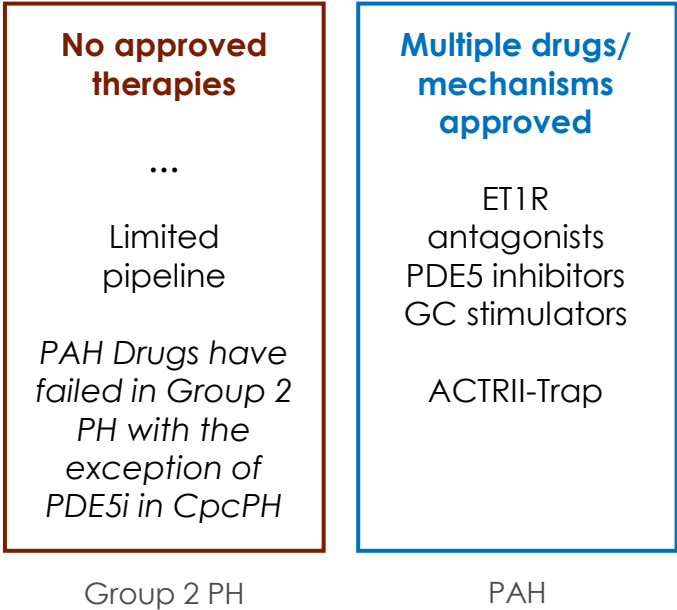 No approved
therapies
...
Limited
pipeline
PAH Drugs have
failed in Group 2
PH with the
exception of
PDE5i in CpcPH
Group 2 PH
Multiple drugs/
mechanisms
approved
ET1R
antagonists
PDE5 inhibitors
GC stimulators
ACTRII-Trap
PAH